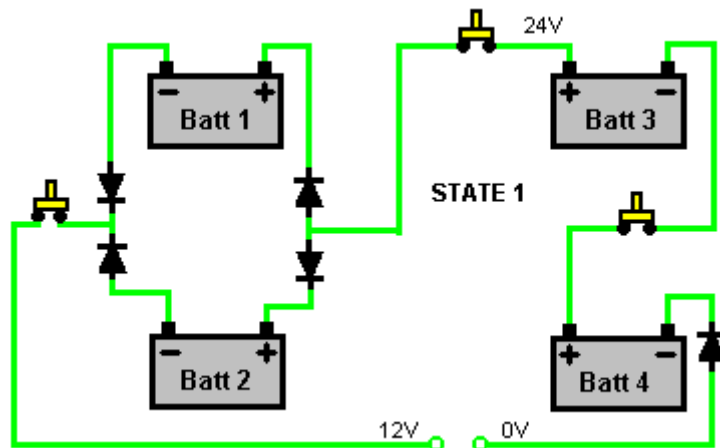 24V
- +
Batt 1
+ -
Batt 3
STATE 1
- +
Batt 2
+ -
Batt 4
12V
0V